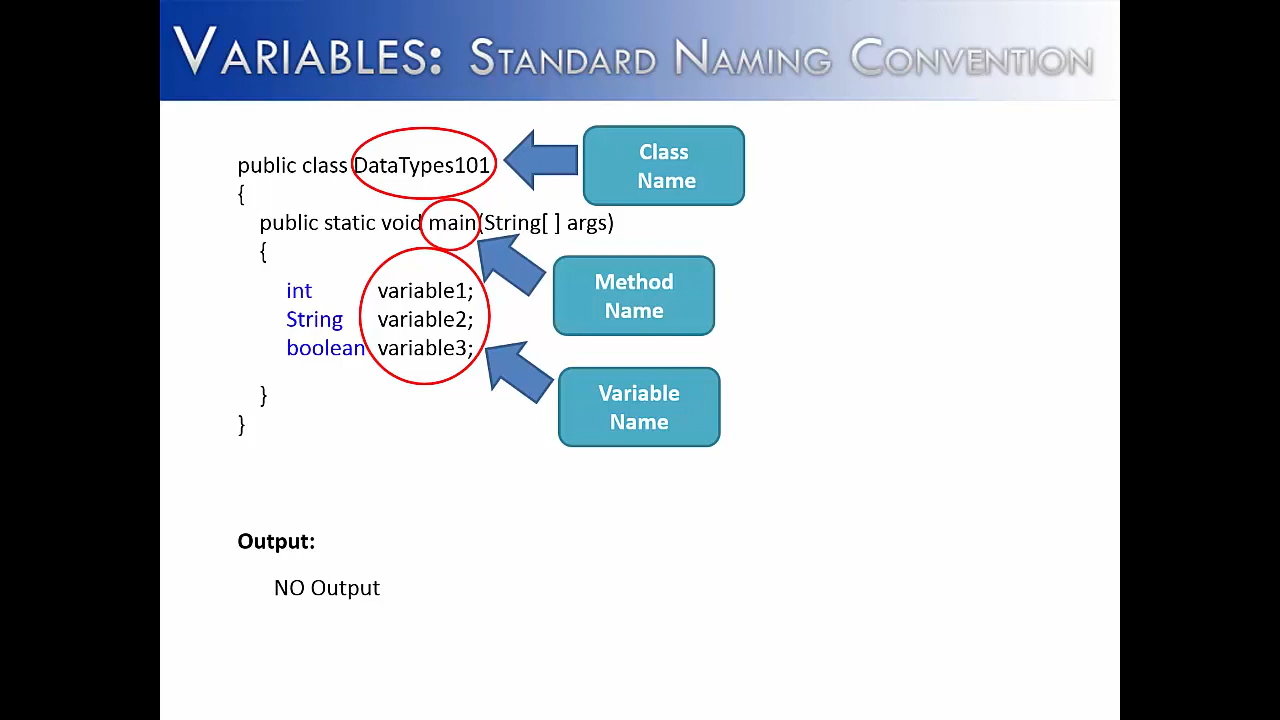 VARIABLES: STANDARD NAMING CONVENTION
public class DataTypes101
Class
Name
{
public static void main(String[ ] args)
{
Method
Name
int variable1;
String variable2;
boolean variable3;
Variable
Name
}
}
Output:
NO Output